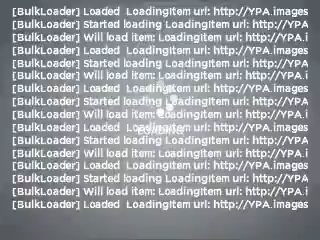 [BulkLoader] Loaded LoadingItem url: http://YPA.images
[BulkLoader] Started loading LoadingItem url: http://YPA
[BulkLoader] Will load item: LoadingItem url: http://YPA.i
[BulkLoader] Loaded LoadingItem url: http://YPA.images
[BulkLoader] Started loading LoadingItem url: http://YPA
[BulkLoader] Will load item: LoadingItem url: http://YPA.i
[BulkLoader] Loaded LoadingItem url: http://YPA.images
[BulkLoader] Started loading LoadingItem url: http://YPA
[BulkLoader] Will load item: LoadingItem url: http://YPA.i
[BulkLoader] Loaded LoadingItem url: http://YPA.images
[BulkLoader] Started loading LoadingItem url: http://YPA
[BulkLoader] Will load item: LoadingItem url: http://YPA.i
[BulkLoader] Loaded LoadingItem url: http://YPA.images
[BulkLoader] Started loading LoadingItem url: http://YPA
[BulkLoader] Will load item: LoadingItem url: http://YPA.i
[BulkLoader] Loaded LoadingItem url: http://YPA.images